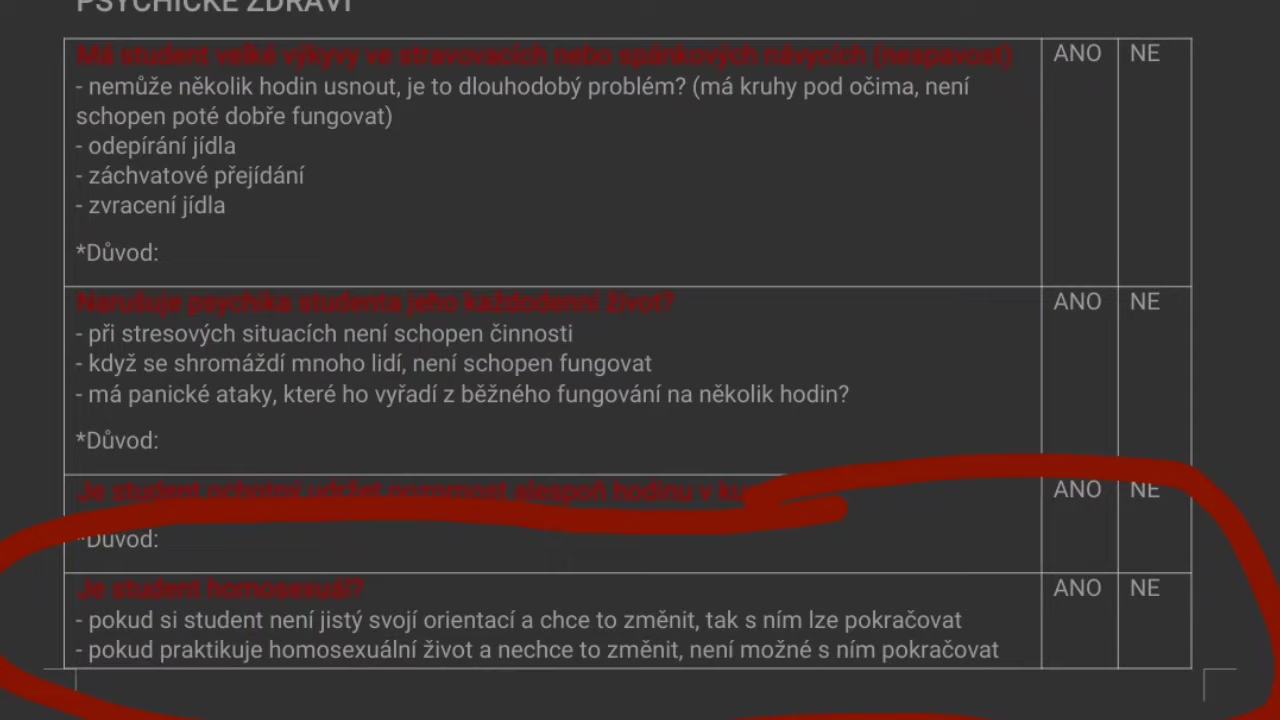 PSYCHICKÉ ZDRAVÍ
Má student velké výkyvy ve stravovacích nebo spánkových návycích (nespavost) ANO NE
- nemůže několik hodin usnout, je to dlouhodobý problém? (má kruhy pod očima, není
schopen poté dobře fungovat)
- odepírání jídla
- záchvatové přejídání
- zvracení jídla
*Důvod:
Narušuje psychika studenta jeho každodenní život? ANO NE
- při stresových situacích není schopen činnosti
- když se shromáždí mnoho lidí, není schopen fungovat
- má panické ataky, které ho vyřadí z běžného fungování na několik hodin?
*Důvod:
Je student ochotný udržet pozornost alespoň hodinu v ANO NE
*Důvod:
Je student homosexuál? ANO NE
- pokud si student není jistý svojí orientací a chce to změnit, tak s ním lze pokračovat
- pokud praktikuje homosexuální život a nechce to změnit, není možné s ním pokračovat